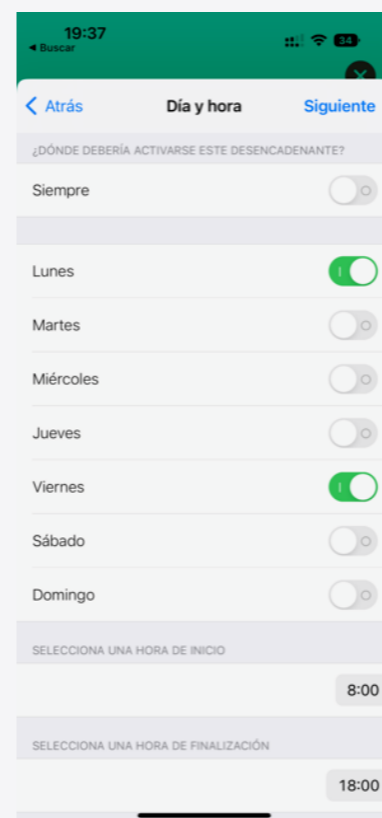 19:37
34
Buscar
Atrás
Día y hora
Siguiente
¿DÓNDE DEBERÍA ACTIVARSE ESTE DESENCADENANTE?
Siempre
Lunes
Martes
Miércoles
Jueves
Viernes
Sábado
Domingo
SELECCIONA UNA HORA DE INICIO
8:00
SELECCIONA UNA HORA DE FINALIZACIÓN
18:00